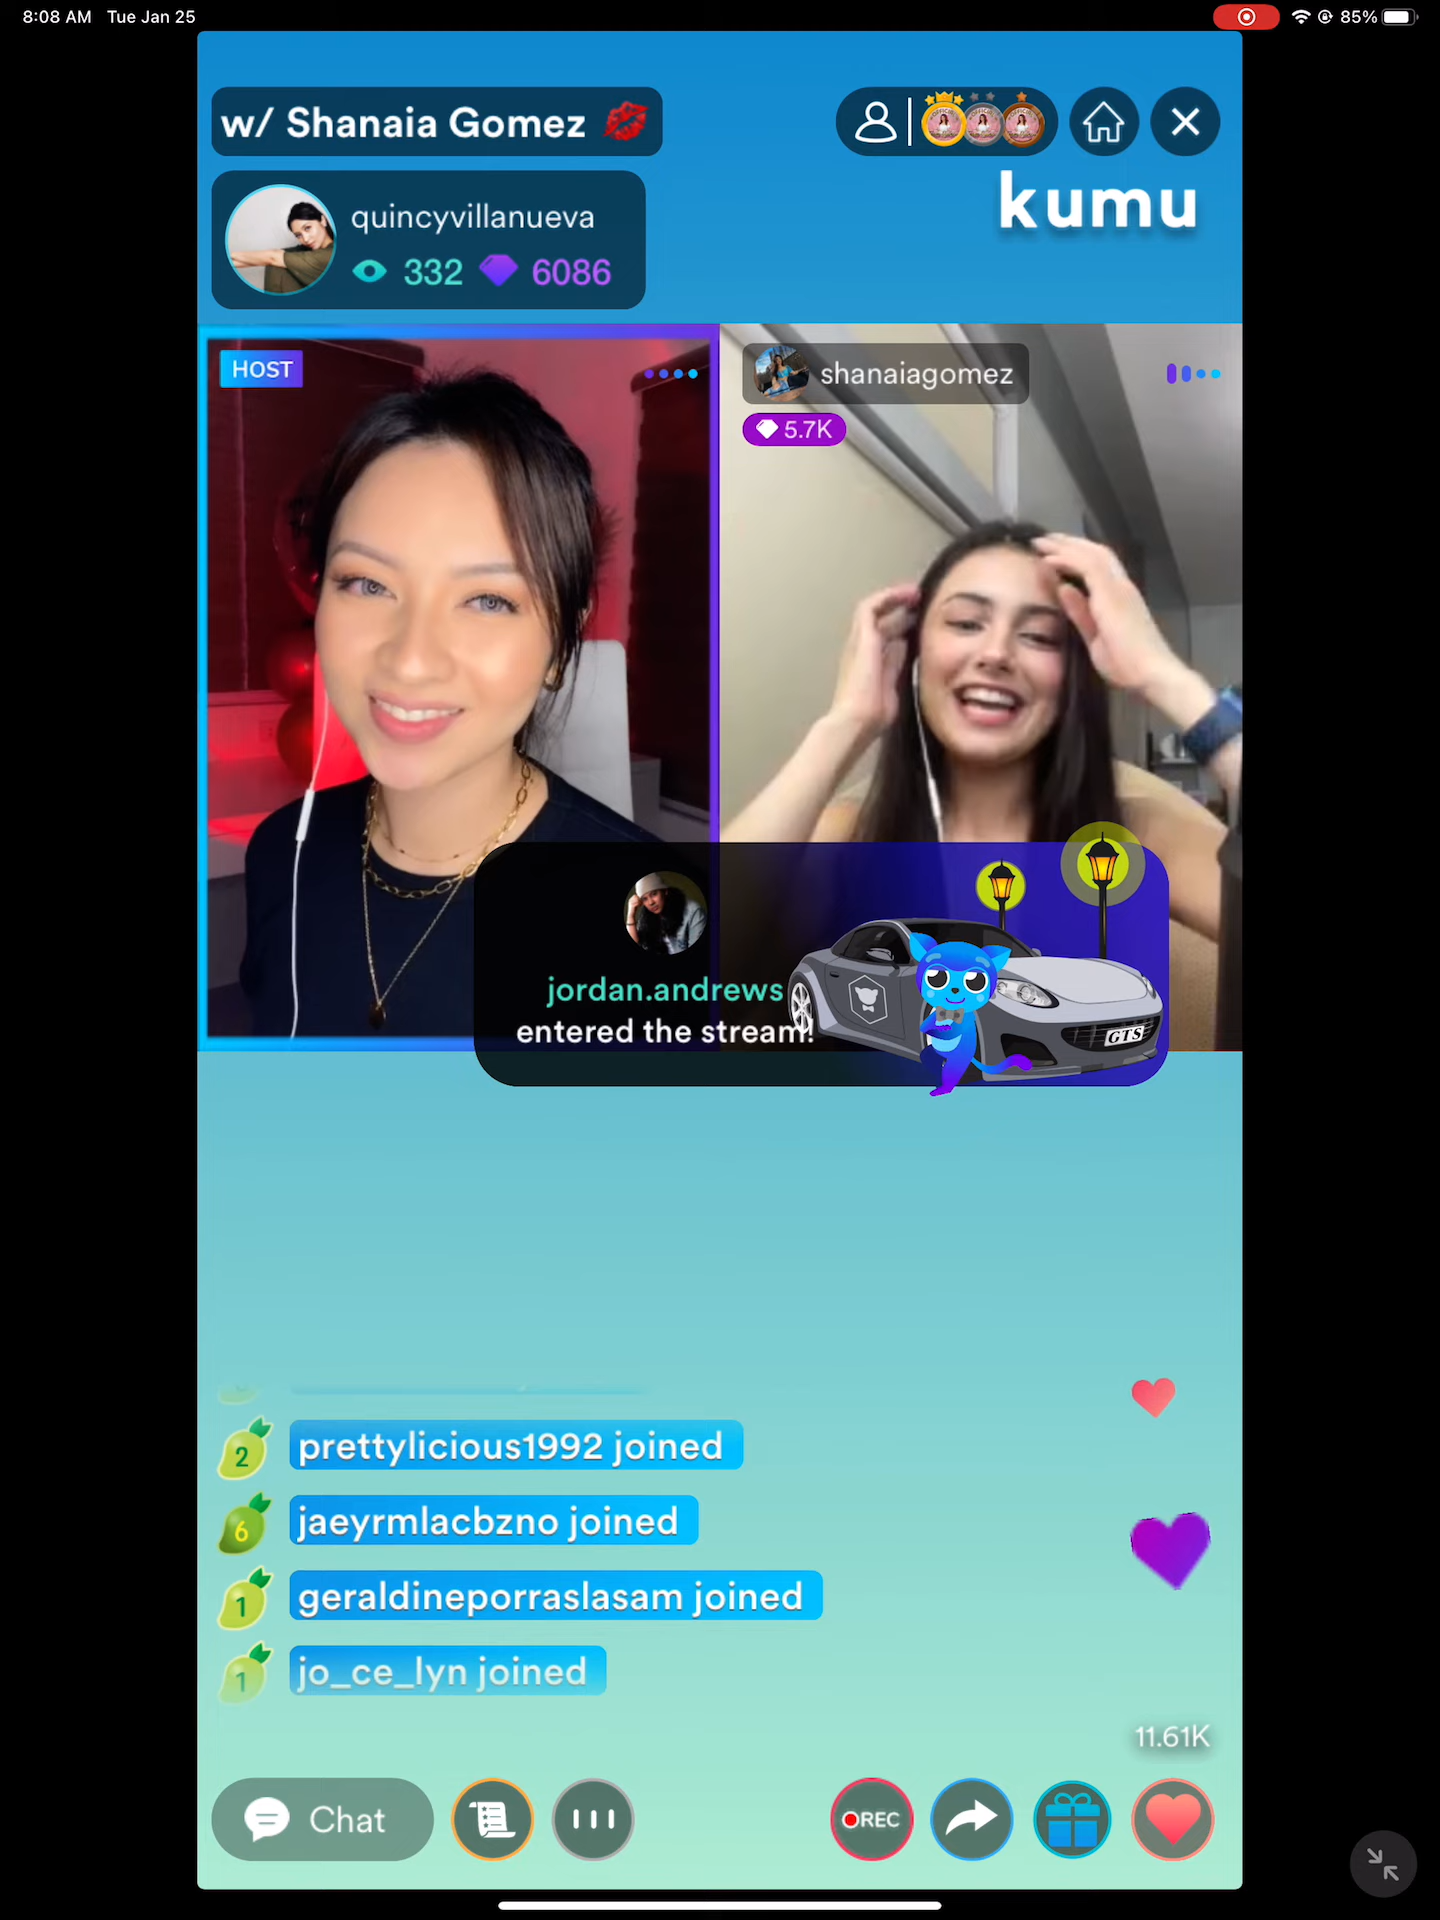 8:08 AM Tue Jan 25
85%
w/ Shanaia Gomez
kumu
quincyvillanueva
332 6086
HOST
shanaiagomez
5.7K
jordan.andrews
entered the stream!
GTS
2 prettylicious1992 joined
6 jaeyrmlacbzno joined
1 geraldineporraslasam joined
1 jo_ce_lyn joined
11.61K
Chat
REC